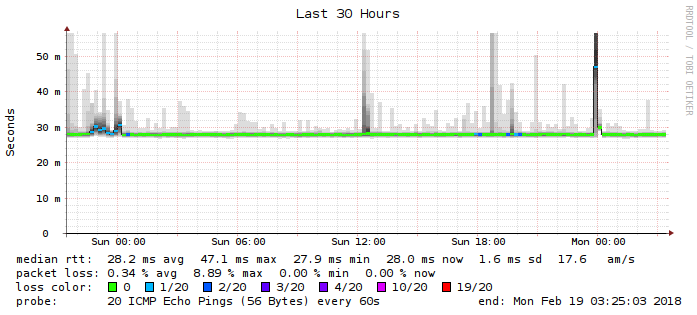 Last 30 Hours
RRDTOOL / TOBI OETIKER
Seconds
50 m
40 m
30 m
20 m
10 m
0
Sun 00:00 Sun 06:00 Sun 12:00 Sun 18:00 Mon 00:00
median rtt: 28.2 ms avg 47.1 ms max 27.9 ms min 28.0 ms now 1.6 ms sd 17.6 am/s
packet loss: 0.34 % avg 8.89 % max 0.00 % min 0.00 % now
loss color: 0 1/20 2/20 3/20 4/20 10/20 19/20
probe: 20 ICMP Echo Pings (56 Bytes) every 60s end: Mon Feb 19 03:25:03 2018